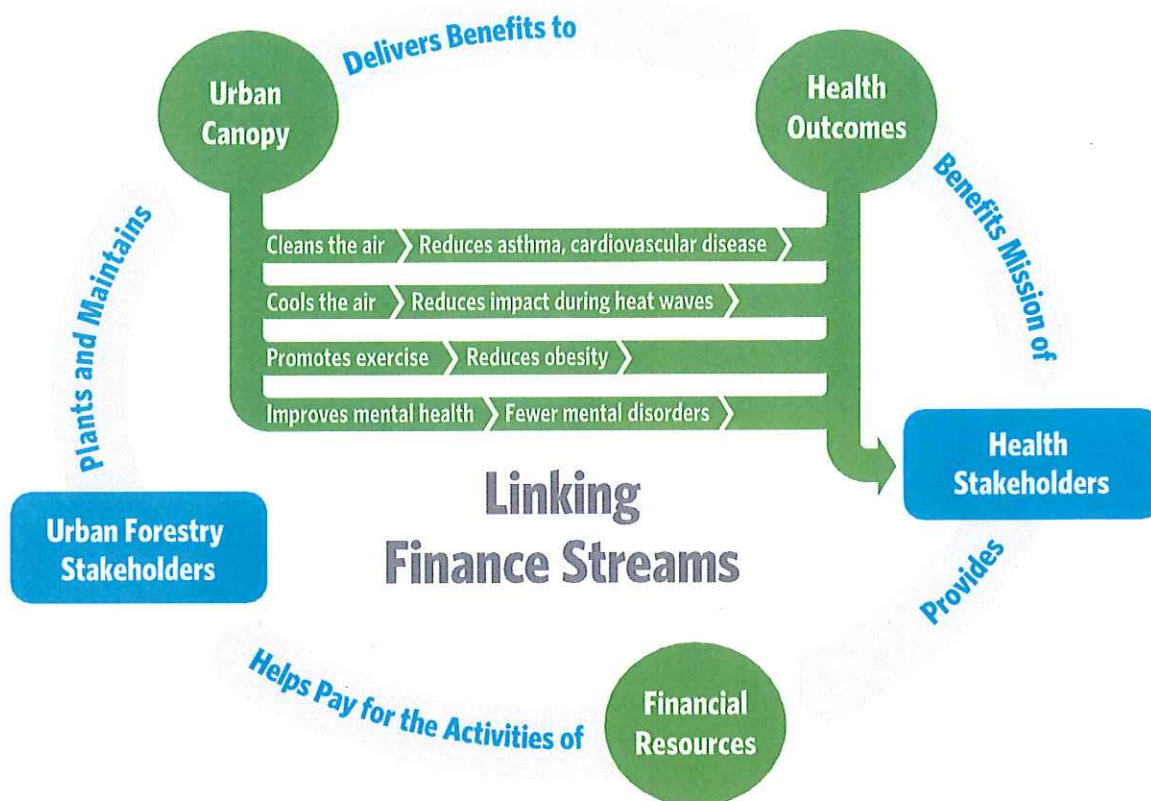 Delivers Benefits to
Urban
Canopy
Health
Outcomes
Benefits Mission of
Plants and Maintains
Cleans the air
Reduces asthma, cardiovascular disease
Cools the air
Reduces impact during heat waves
Promotes exercise
Reduces obesity
Improves mental health
Fewer mental disorders
Health
Stakeholders
Linking
Finance Streams
Urban Forestry
Stakeholders
Provides
Helps Pay for the Activities of
Financial
Resources